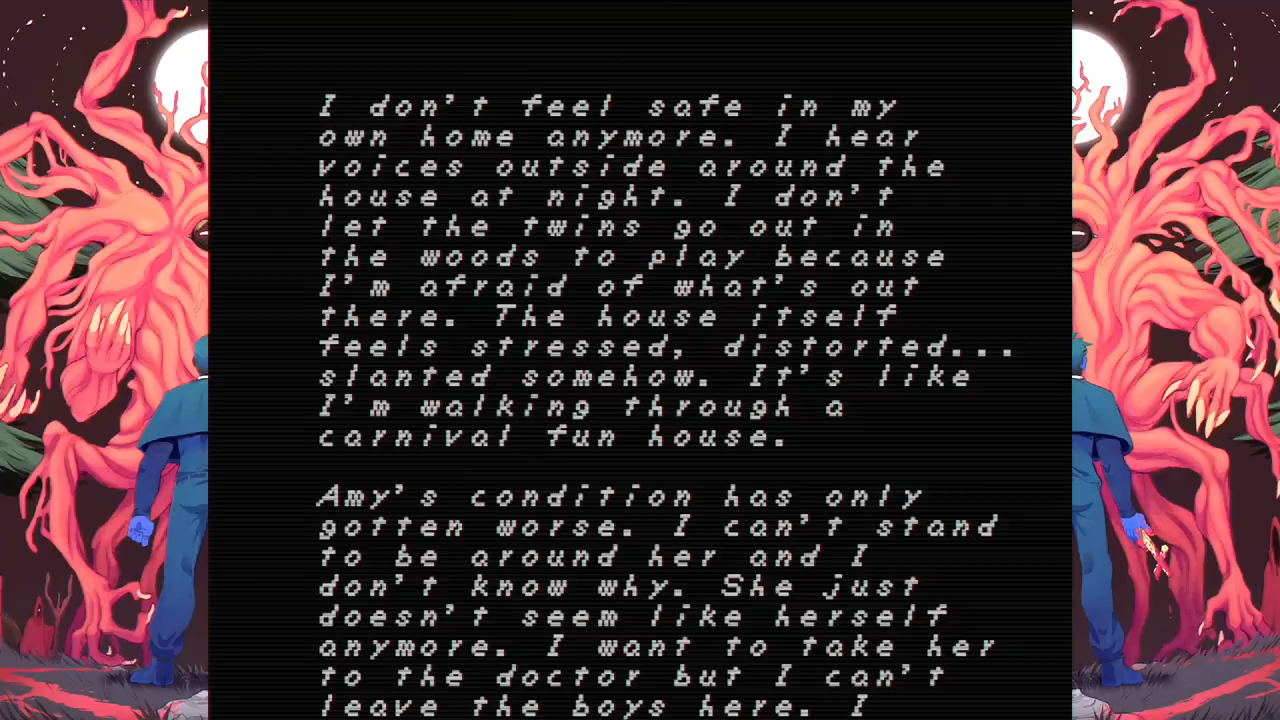 I don't feel safe in my
own home anymore. I hear
voices outside around the
house at night. I don't
let the twins go out in
the woods to play because
I'm afraid of what's out
there. The house itself
feels stressed, distorted...
slanted somehow. It's like
I'm walking through a
carnival fun house.
Amy's condition has only
gotten worse. I can't stand
to be around her and I
don't know why. She just
doesn't seem like herself
anymore. I want to take her
to the doctor but I can't
leave the boys here. I